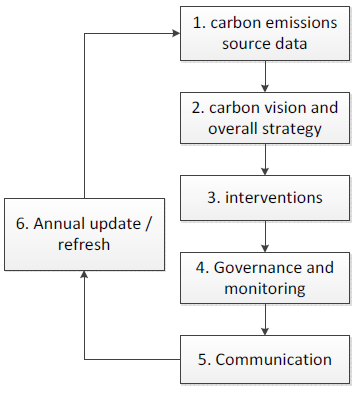 1. carbon emissions
source data
2. carbon vision and
overall strategy
3. interventions
4. Governance and
monitoring
5. Communication
6. Annual update /
refresh